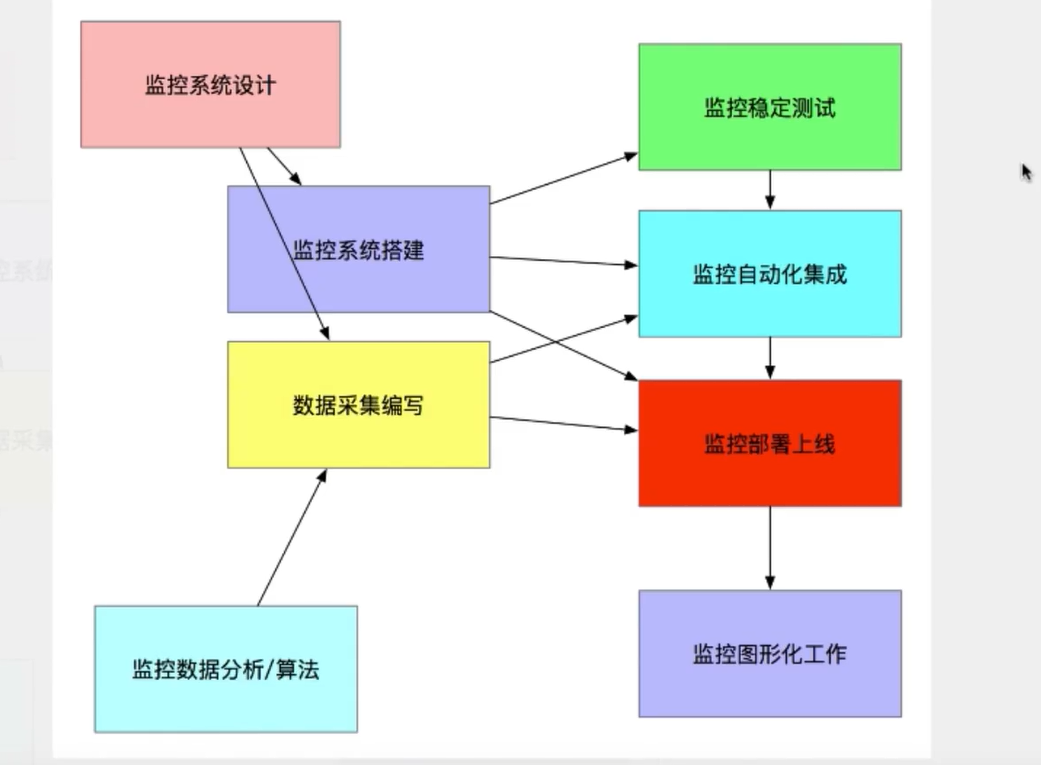 监控系统设计
监控稳定测试
监控系统搭建
监控自动化集成
数据采集编写
监控部署上线
监控数据分析/算法
监控图形化工作